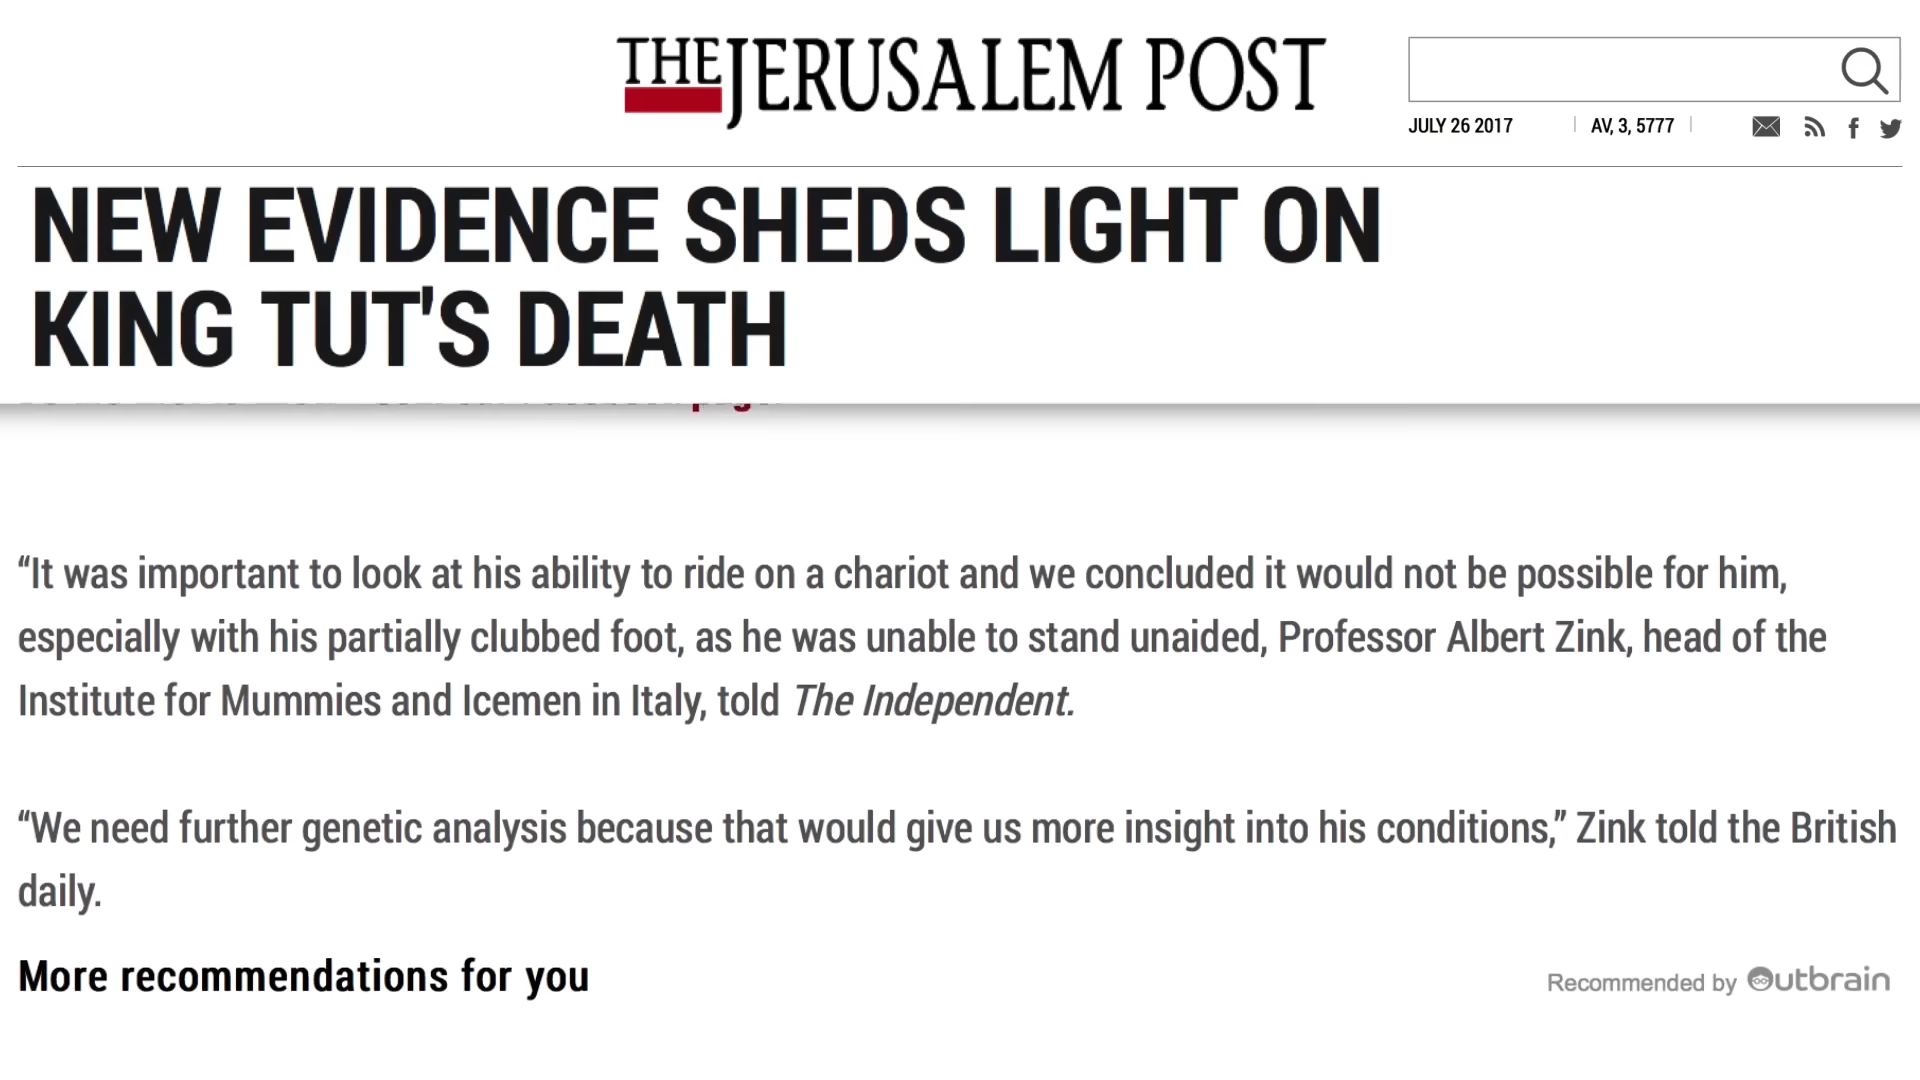 THE JERUSALEM POST
JULY 26 2017
AV, 3, 5777
NEW EVIDENCE SHEDS LIGHT ON
KING TUT'S DEATH
“It was important to look at his ability to ride on a chariot and we concluded it would not be possible for him,
especially with his partially clubbed foot, as he was unable to stand unaided, Professor Albert Zink, head of the
Institute for Mummies and Icemen in Italy, told The Independent.
“We need further genetic analysis because that would give us more insight into his conditions,” Zink told the British
daily.
More recommendations for you
Recommended by Outbrain